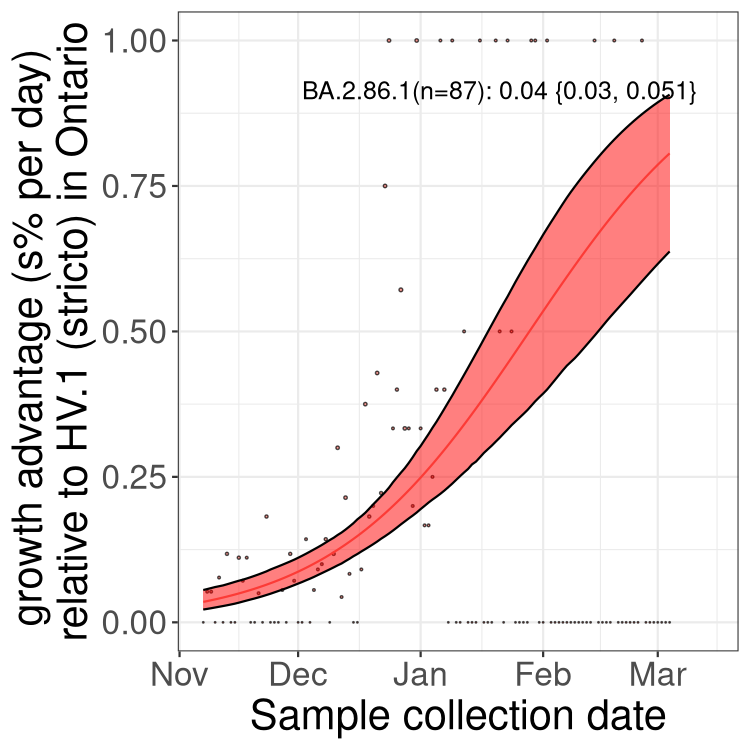 growth advantage (s% per day)
relative to HV.1 (stricto) in Ontario
1.00
0.75
0.50
0.25
0.00
BA.2.86.1(n=87): 0.04 {0.03, 0.051}
Nov Dec Jan Feb Mar
Sample collection date